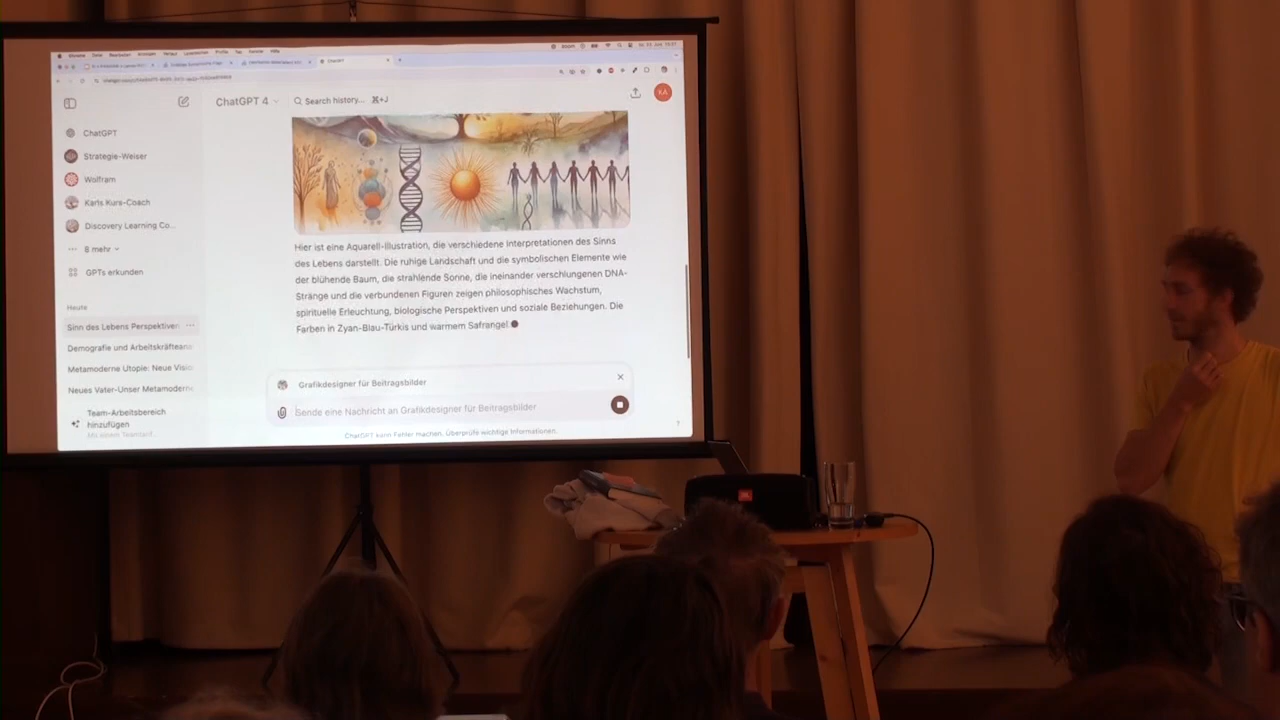 ChatGPT
ChatGPT 4
Search history... ⌘+J
KA
ChatGPT
Strategie-Weiser
Wolfram
Karls Kurs-Coach
Discovery Learning Co...
8 mehr
GPTs erkunden
Heute
Sinn des Lebens Perspektiven
Demografie und Arbeitskräftean
Metamoderne Utopie: Neue Visio
Neues Vater-Unser Metamoderne
Team-Arbeitsbereich
hinzufügen
Hier ist eine Aquarell-Illustration, die verschiedene Interpretationen des Sinns
des Lebens darstellt. Die ruhige Landschaft und die symbolischen Elemente wie
der blühende Baum, die strahlende Sonne, die ineinander verschlungenen DNA-
Stränge und die verbundenen Figuren zeigen philosophisches Wachstum,
spirituelle Erleuchtung, biologische Perspektiven und soziale Beziehungen. Die
Farben in Zyan-Blau-Türkis und warmem Safrangel
Grafikdesigner für Beitragsbilder
Sende eine Nachricht an Grafikdesigner für Beitragsbilder
ChatGPT kann Fehler machen. Überprüfe wichtige Informationen.
JBL